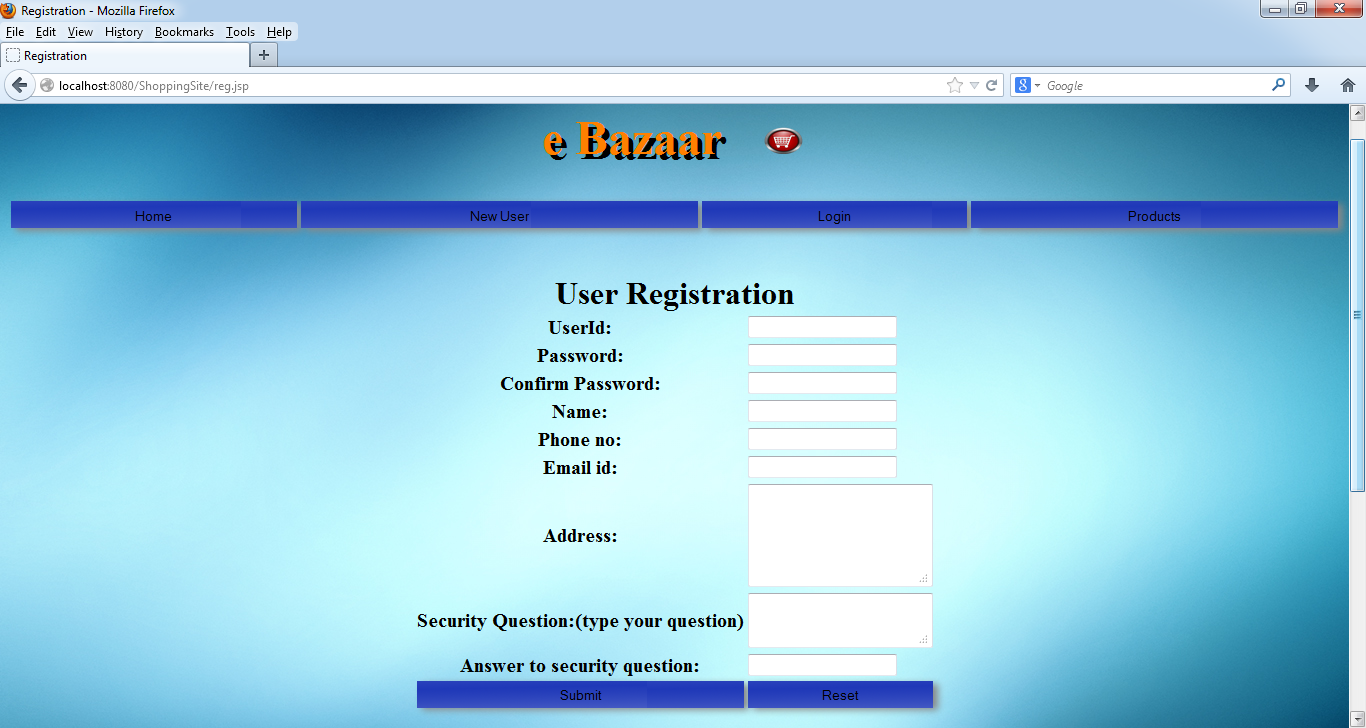 Registration - Mozilla Firefox
File Edit View History Bookmarks Tools Help
Registration
localhost:8080/ShoppingSite/reg.jsp
8 Google
e Bazaar
Home New User Login Products
User Registration
UserId:
Password:
Confirm Password:
Name:
Phone no:
Email id:
Address:
Security Question:(type your question)
Answer to security question:
Submit Reset